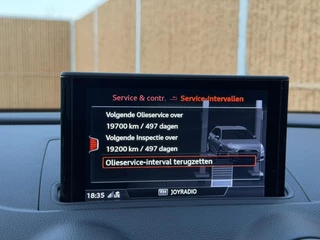 Service & contr. Service-intervallen
Volgende Olieservice over
19700 km / 497 dagen
Volgende Inspectie over
19200 km / 497 dagen
Olieservice-interval terugzetten
18:35 JOYRADIO